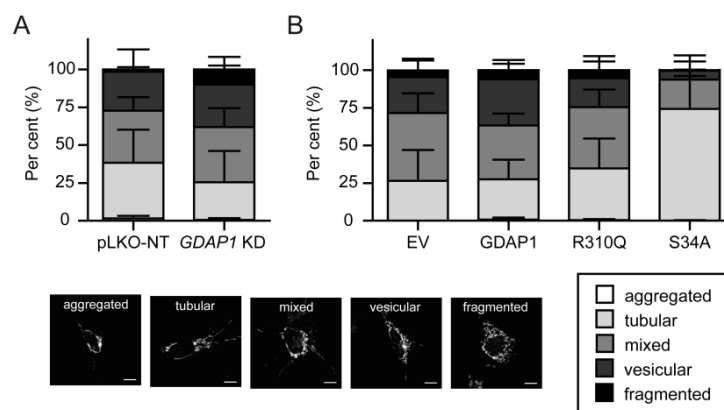 A
B
Per cent (%)
100
75
50
25
0
pLKO-NT
GDAP1 KD
Per cent (%)
100
75
50
25
0
EV
GDAP1
R310Q
S34A
aggregated
tubular
mixed
vesicular
fragmented
aggregated
tubular
mixed
vesicular
fragmented